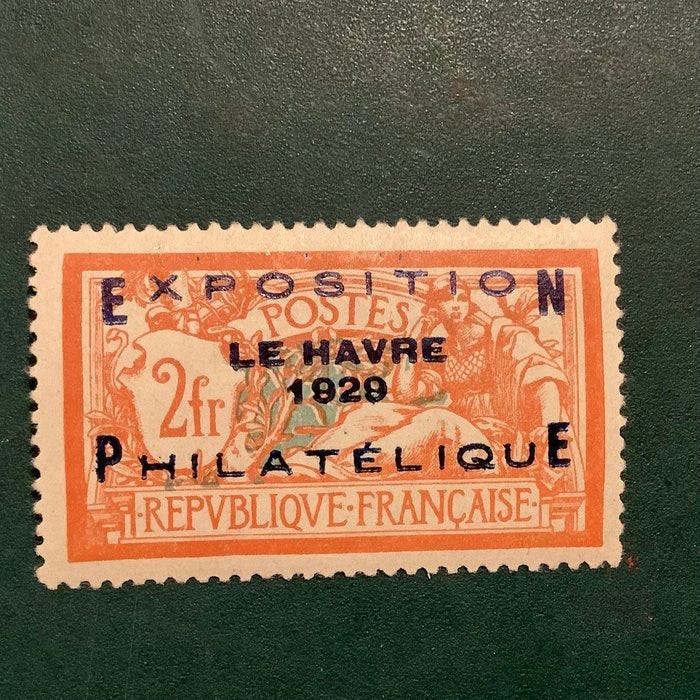 EXPOSITION
POSTES
LE HAVRE
1929
2fr
PHILATÉLIQUE
·REPVBLIQVE·FRANÇAISE·